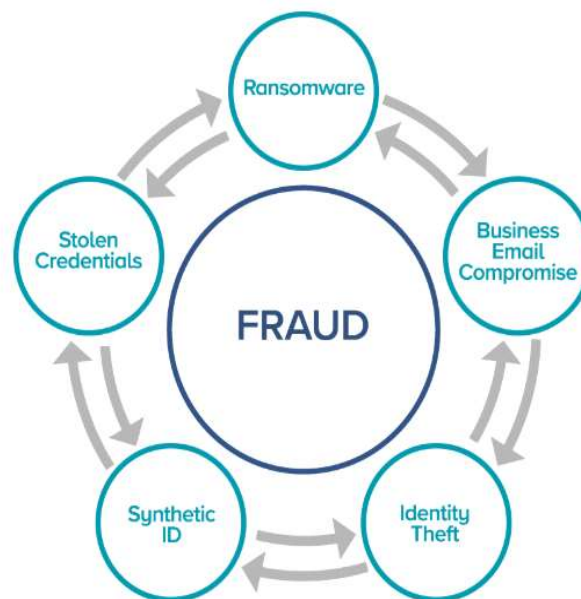 Ransomware
Business
Email
Compromise
Stolen
Credentials
FRAUD
Synthetic
ID
Identity
Theft